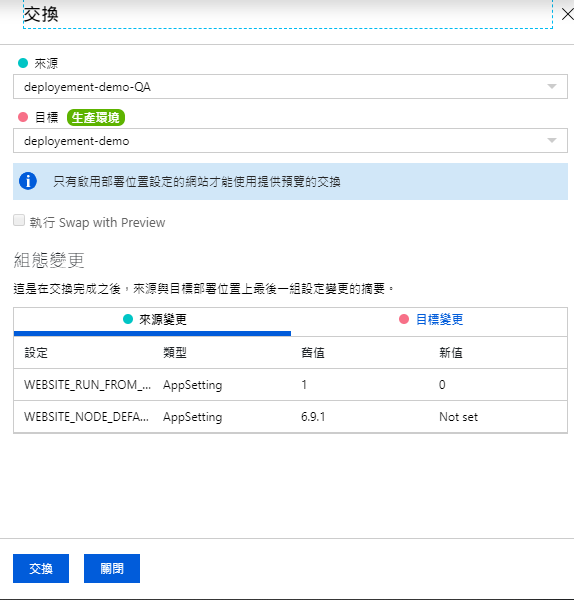 交換
來源
deployement-demo-QA
目標 生產環境
deployement-demo
只有啟用部署位置設定的網站才能使用提供預覽的交換
執行 Swap with Preview
組態變更
這是在交換完成之後，來源與目標部署位置上最後一組設定變更的摘要。
來源變更 目標變更
設定 類型 舊值 新值
WEBSITE_RUN_FROM_... AppSetting 1 0
WEBSITE_NODE_DEFA... AppSetting 6.9.1 Not set
交換 關閉